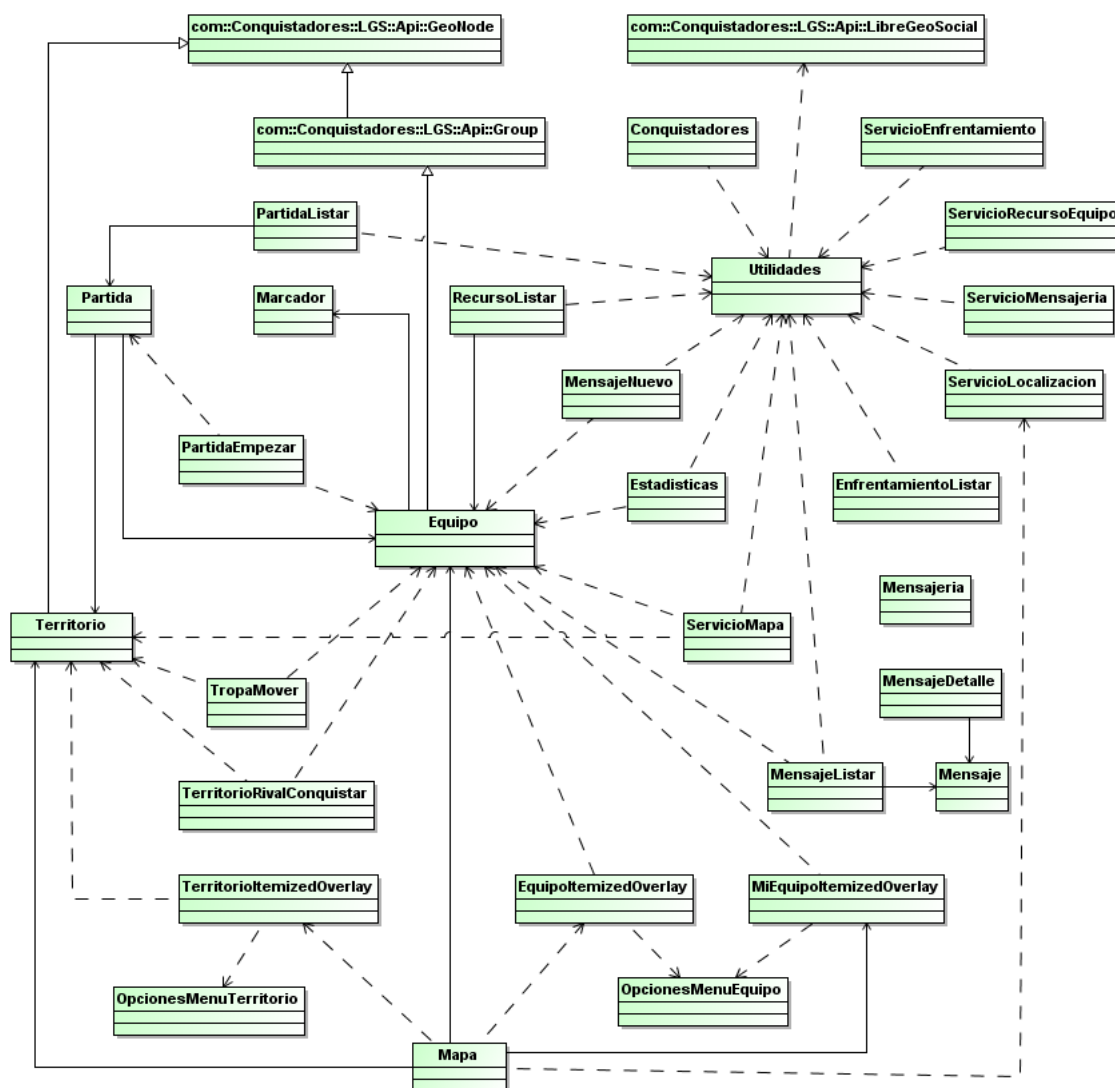 com::Conquistadores::LGS::Api::GeoNode
com::Conquistadores::LGS::Api::LibreGeoSocial
com::Conquistadores::LGS::Api::Group
Conquistadores
ServicioEnfrentamiento
PartidaListar
ServicioRecursoEquipo
Utilidades
Partida
Marcador
RecursoListar
ServicioMensajeria
MensajeNuevo
ServicioLocalizacion
PartidaEmpezar
Estadisticas
EnfrentamientoListar
Equipo
Mensajeria
Territorio
ServicioMapa
TropaMover
MensajeDetalle
TerritorioRivalConquistar
MensajeListar
Mensaje
TerritorioItemizedOverlay
EquipoItemizedOverlay
MiEquipoItemizedOverlay
OpcionesMenuTerritorio
OpcionesMenuEquipo
Mapa